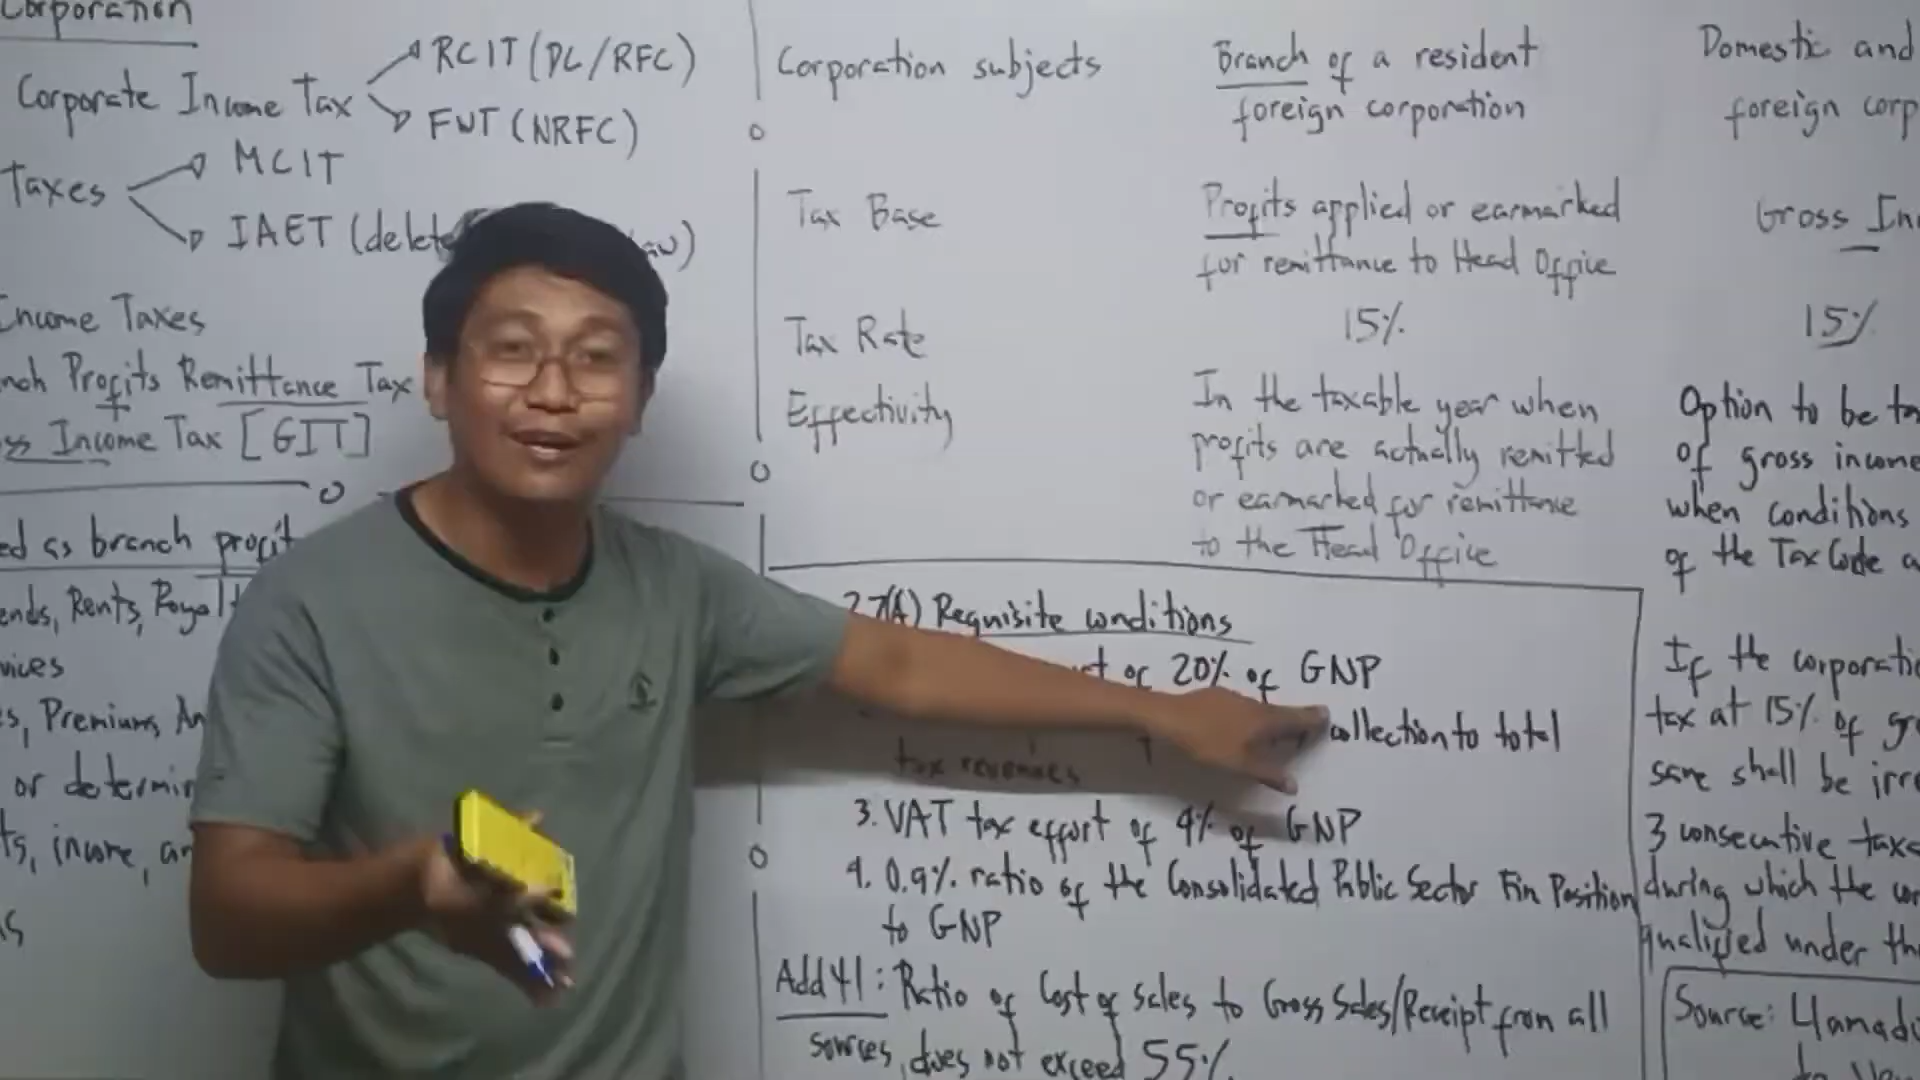 Corporation
Corporate Income Tax
RCIT (DC/RFC)
FWT (NRFC)
Taxes
MCIT
IAET
Income Taxes
Profits Remittance Tax
Income Tax [GIT]
ed as branch profit
ends, Rents, Royalt
vices
es, Premiums, An
or determin
ts, income, an
Corporation subjects
Branch of a resident
foreign corporation
Tax Base
Profits applied or earmarked
for remittance to Head Office
Tax Rate
15%
Effectivity
In the taxable year when
profits are actually remitted
or earmarked for remittance
to the Head Office
27(A) Requisite conditions
of 20% of GNP
collection to total
tax revenues
3. VAT tax effort of 4% of GNP
4. 0.9% ratio of the Consolidated Public Sector Fin Position
to GNP
Add'l: Ratio of Cost of Sales to Gross Sales/Receipt from all
sources, does not exceed 55%
Domestic and
foreign corp
Gross In
15%
Option to be ta
of gross income
when conditions
of the Tax Code a
If the corporatio
tax at 15% of gr
same shall be irre
3 consecutive taxa
during which the cor
qualified under th
Source: